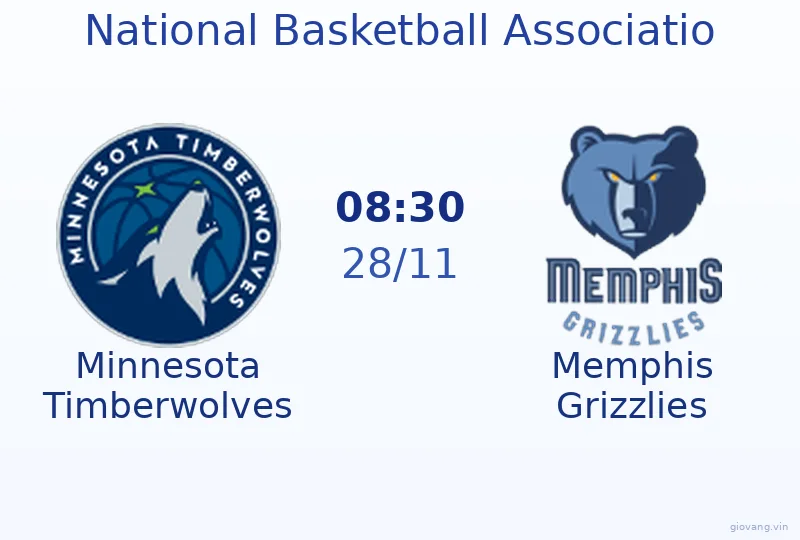 National Basketball Associatio
MINNESOTA TIMBERWOLVES
08:30
28/11
MEMPHIS
GRIZZLIES
Minnesota
Timberwolves
Memphis
Grizzlies
giovang.vin